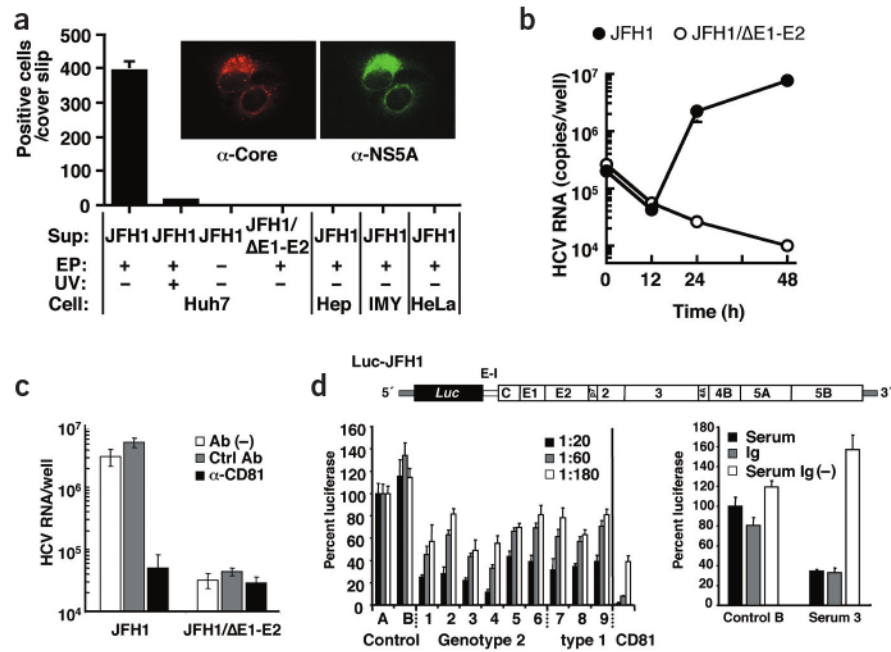 a
Positive cells
/cover slip
400
300
200
100
0
α-Core
α-NS5A
Sup: JFH1 JFH1 JFH1 JFH1/ΔE1-E2 JFH1 JFH1 JFH1
EP: + + − + + + +
UV: − + − − − − −
Cell: Huh7 Hep IMY HeLa
b
JFH1 JFH1/ΔE1-E2
HCV RNA (copies/well)
10⁷
10⁶
10⁵
10⁴
0 12 24 48
Time (h)
c
HCV RNA/well
10⁷
10⁶
10⁵
10⁴
Ab (−)
Ctrl Ab
α-CD81
JFH1 JFH1/ΔE1-E2
d
Luc-JFH1
E-I
5´ Luc C E1 E2 2 3 4B 5A 5B 3´
Percent luciferase
160
140
120
100
80
60
40
20
0
1:20
1:60
1:180
A B 1 2 3 4 5 6 7 8 9
Control Genotype 2 type 1 CD81
Percent luciferase
180
160
140
120
100
80
60
40
20
0
Serum
Ig
Serum Ig(−)
Control B Serum 3